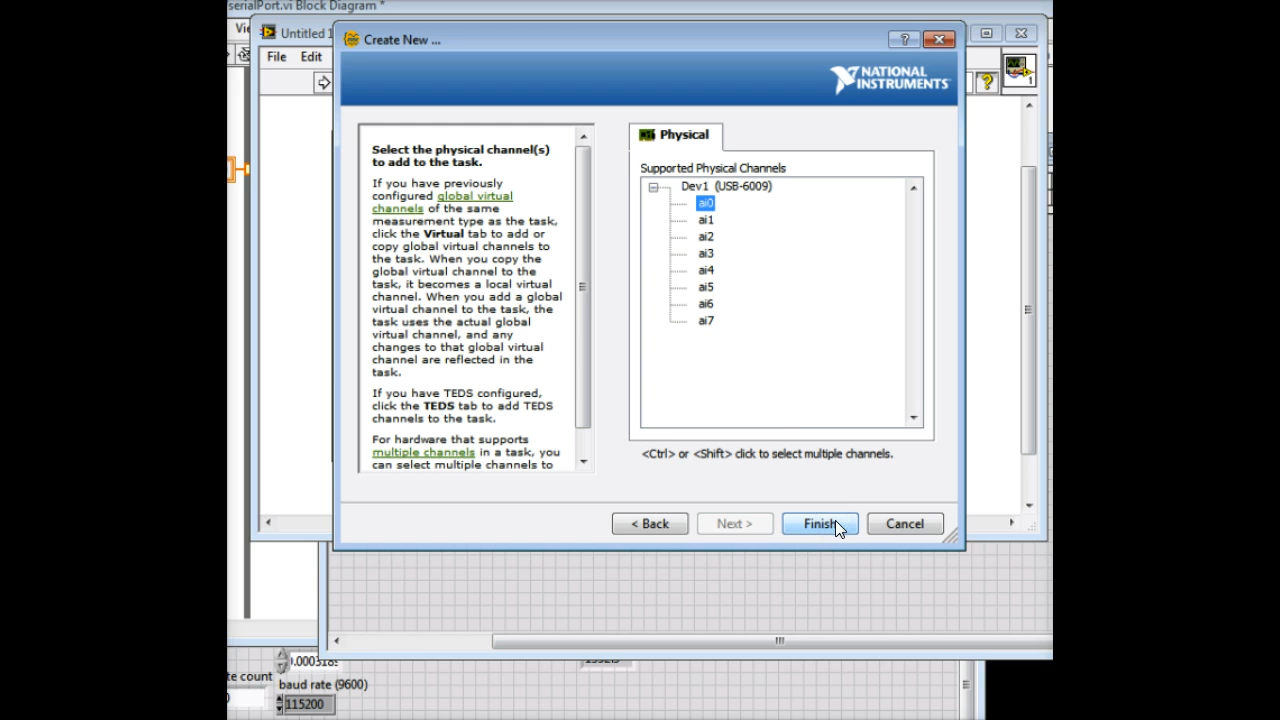 serialPort.vi Block Diagram *
Untitled 1
Create New ...
File Edit
NATIONAL
INSTRUMENTS
1
Select the physical channel(s)
to add to the task.
If you have previously
configured global virtual
channels of the same
measurement type as the task,
click the Virtual tab to add or
copy global virtual channels to
the task. When you copy the
global virtual channel to the
task, it becomes a local virtual
channel. When you add a global
virtual channel to the task, the
task uses the actual global
virtual channel, and any
changes to that global virtual
channel are reflected in the
task.
If you have TEDS configured,
click the TEDS tab to add TEDS
channels to the task.
For hardware that supports
multiple channels in a task, you
can select multiple channels to
Physical
Supported Physical Channels
Dev1 (USB-6009)
ai0
ai1
ai2
ai3
ai4
ai5
ai6
ai7
<Ctrl> or <Shift> click to select multiple channels.
< Back
Next >
Finish
Cancel
te count
baud rate (9600)
115200